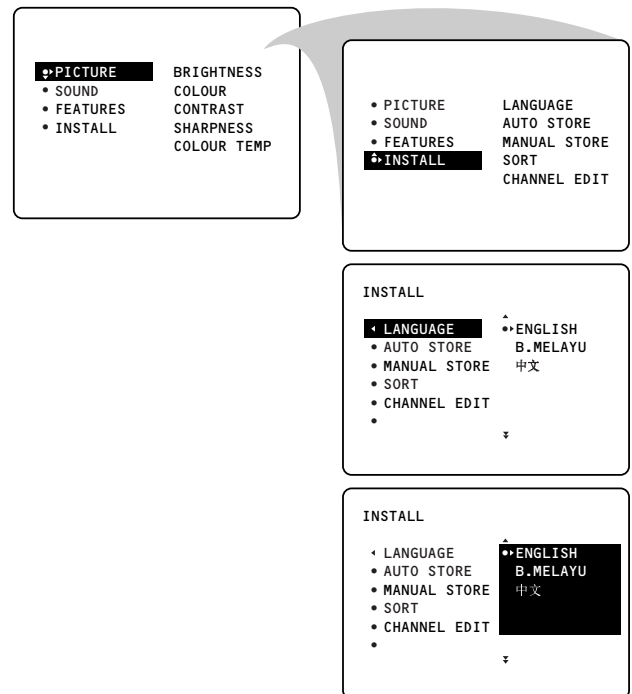 PICTURE BRIGHTNESS
SOUND COLOUR
FEATURES CONTRAST
INSTALL SHARPNESS
COLOUR TEMP
PICTURE LANGUAGE
SOUND AUTO STORE
FEATURES MANUAL STORE
INSTALL SORT
CHANNEL EDIT
INSTALL
LANGUAGE ENGLISH
AUTO STORE B.MELAYU
MANUAL STORE 中文
SORT
CHANNEL EDIT
INSTALL
LANGUAGE ENGLISH
AUTO STORE B.MELAYU
MANUAL STORE 中文
SORT
CHANNEL EDIT